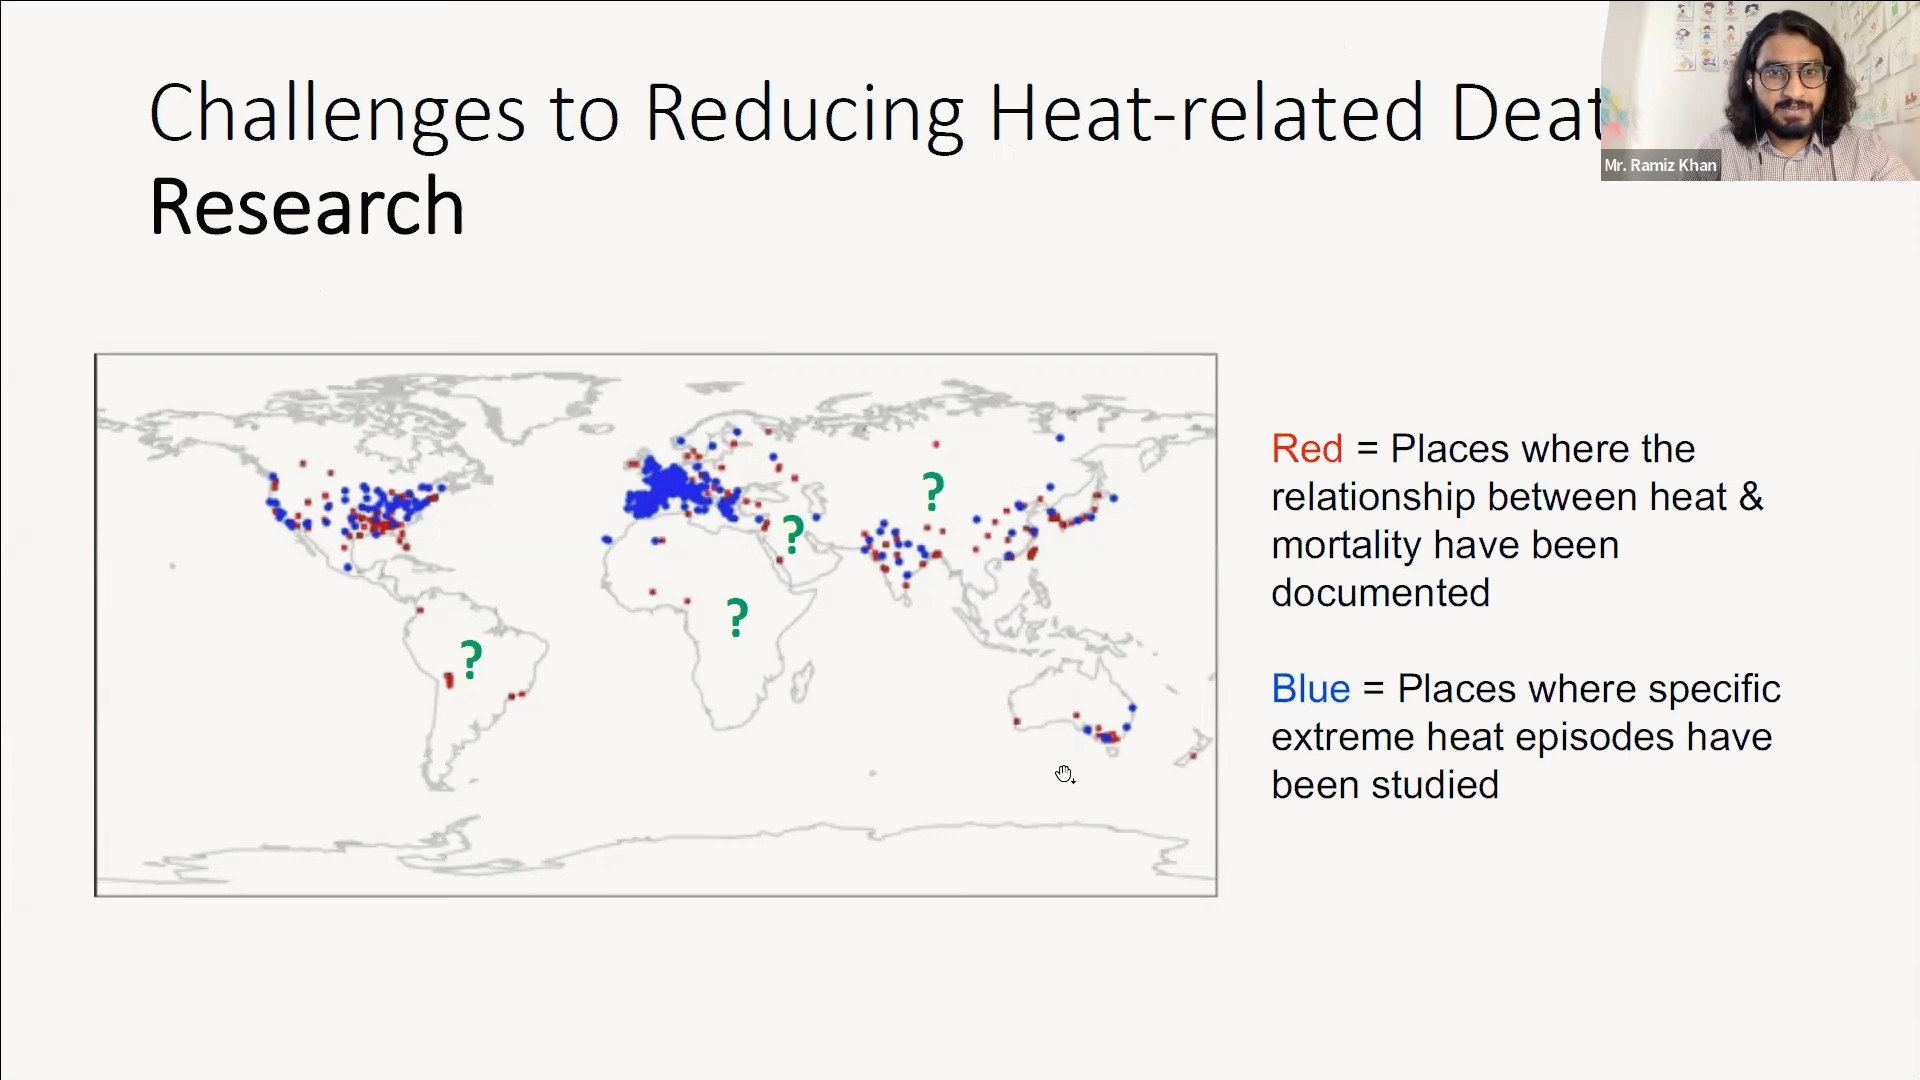 Challenges to Reducing Heat-related Deat
Research
Mr. Ramiz Khan
?
?
?
?
Red = Places where the
relationship between heat &
mortality have been
documented
Blue = Places where specific
extreme heat episodes have
been studied